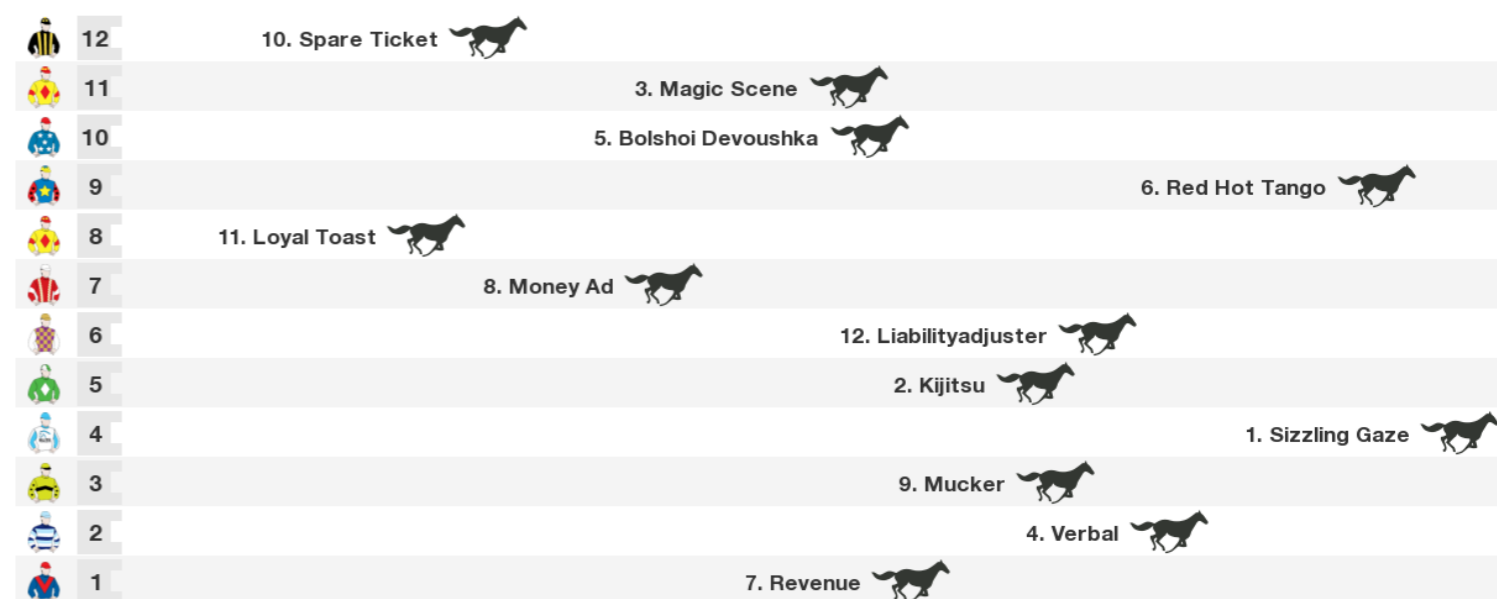 12 10. Spare Ticket
11 3. Magic Scene
10 5. Bolshoi Devoushka
9 6. Red Hot Tango
8 11. Loyal Toast
7 8. Money Ad
6 12. Liabilityadjuster
5 2. Kijitsu
4 1. Sizzling Gaze
3 9. Mucker
2 4. Verbal
1 7. Revenue